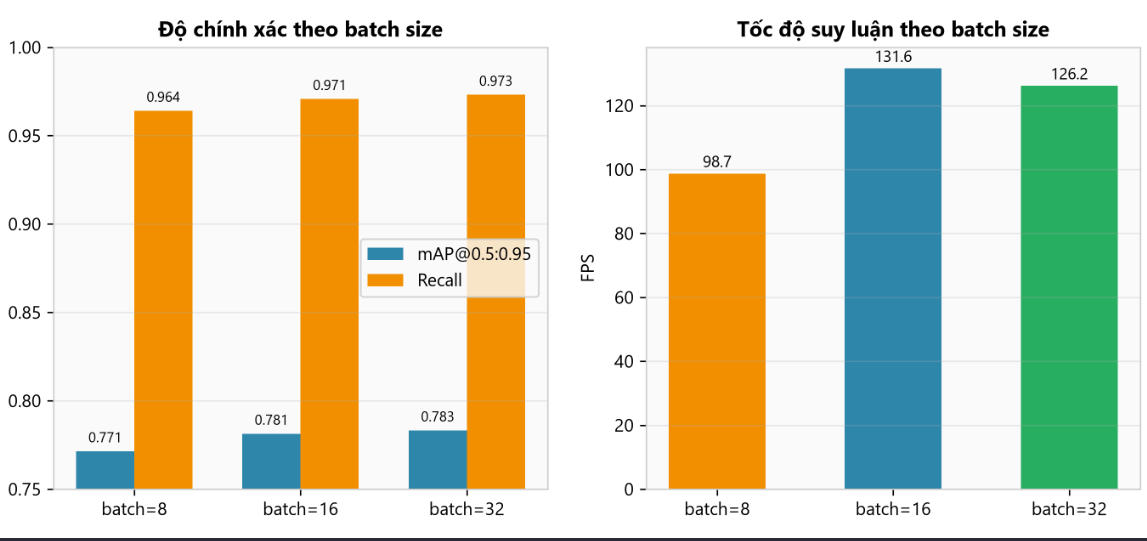 Độ chính xác theo batch size
1.00
0.95
0.90
0.85
0.80
0.75
0.964
0.971
0.973
0.771
0.781
0.783
mAP@0.5:0.95
Recall
batch=8
batch=16
batch=32
Tốc độ suy luận theo batch size
FPS
120
100
80
60
40
20
0
98.7
131.6
126.2
batch=8
batch=16
batch=32